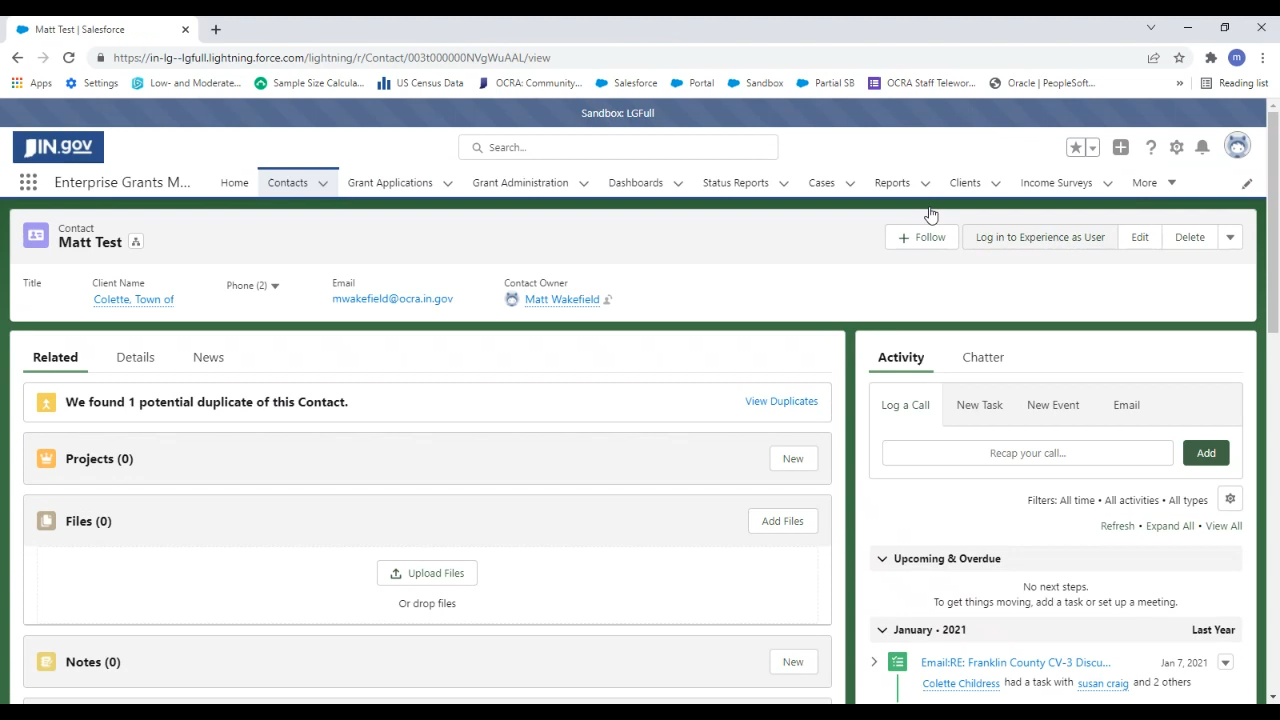 Matt Test | Salesforce
https://in-lg--lgfull.lightning.force.com/lightning/r/Contact/003t000000NVgWuAAL/view
m
Apps Settings Low- and Moderate... Sample Size Calcula... US Census Data OCRA: Community... Salesforce Portal Sandbox Partial SB OCRA Staff Telewor... Oracle | PeopleSoft... » Reading list
Sandbox: LGFull
IN.gov
Search...
Enterprise Grants M... Home Contacts Grant Applications Grant Administration Dashboards Status Reports Cases Reports Clients Income Surveys More
Contact
Matt Test
+ Follow Log in to Experience as User Edit Delete
Title Client Name Phone (2) Email Contact Owner
Colette, Town of mwakefield@ocra.in.gov Matt Wakefield
Related Details News
We found 1 potential duplicate of this Contact. View Duplicates
Projects (0) New
Files (0) Add Files
Upload Files
Or drop files
Notes (0) New
Activity Chatter
Log a Call New Task New Event Email
Recap your call... Add
Filters: All time • All activities • All types
Refresh • Expand All • View All
Upcoming & Overdue
No next steps.
To get things moving, add a task or set up a meeting.
January • 2021 Last Year
Email:RE: Franklin County CV-3 Discu... Jan 7, 2021
Colette Childress had a task with susan craig and 2 others